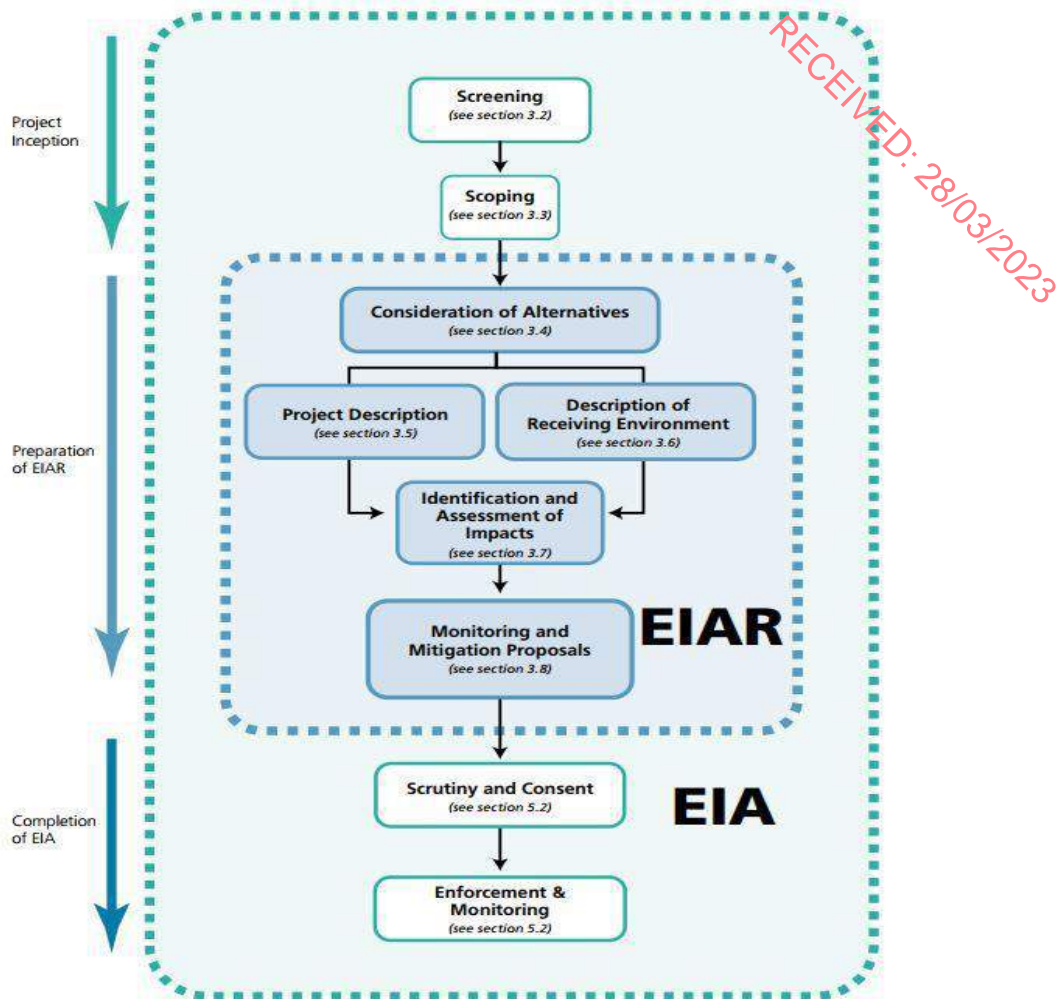 RECEIVED: 28/03/2023
Project
Inception
Screening
(see section 3.2)
Scoping
(see section 3.3)
Preparation
of EIAR
Consideration of Alternatives
(see section 3.4)
Project Description
(see section 3.5)
Description of
Receiving Environment
(see section 3.6)
Identification and
Assessment of
Impacts
(see section 3.7)
Monitoring and
Mitigation Proposals
(see section 3.8)
EIAR
Completion
of EIA
Scrutiny and Consent
(see section 5.2)
EIA
Enforcement &
Monitoring
(see section 5.2)